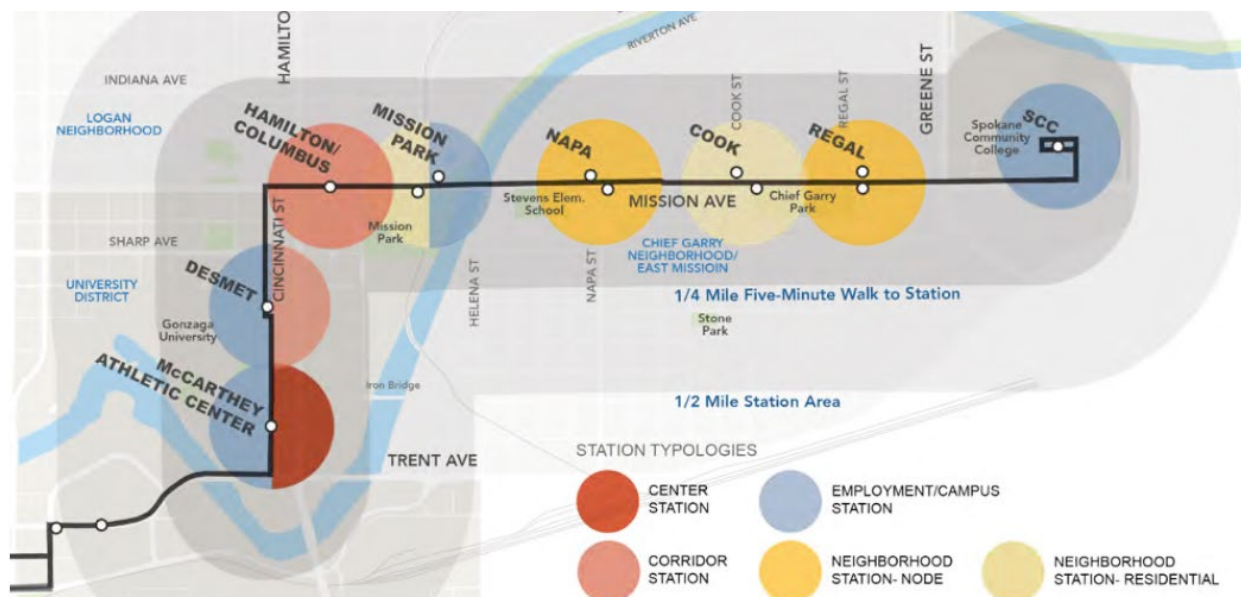 HAMILTON
INDIANA AVE
RIVERTON AVE
LOGAN
NEIGHBORHOOD
HAMILTON/
COLUMBUS
MISSION
PARK
NAPA
COOK
COOK ST
REGAL
REGAL ST
GREENE ST
SCC
Spokane
Community
College
Stevens Elem.
School
MISSION AVE
Chief Garry
Park
Mission
Park
SHARP AVE
CINCINNATI ST
DESMET
UNIVERSITY
DISTRICT
CHIEF GARRY
NEIGHBORHOOD/
EAST MISSIOIN
HELENA ST
NAPA ST
1/4 Mile Five-Minute Walk to Station
Gonzaga
University
Stone
Park
McCARTHEY
ATHLETIC CENTER
Iron Bridge
1/2 Mile Station Area
TRENT AVE
STATION TYPOLOGIES
CENTER
STATION
EMPLOYMENT/CAMPUS
STATION
CORRIDOR
STATION
NEIGHBORHOOD
STATION- NODE
NEIGHBORHOOD
STATION- RESIDENTIAL